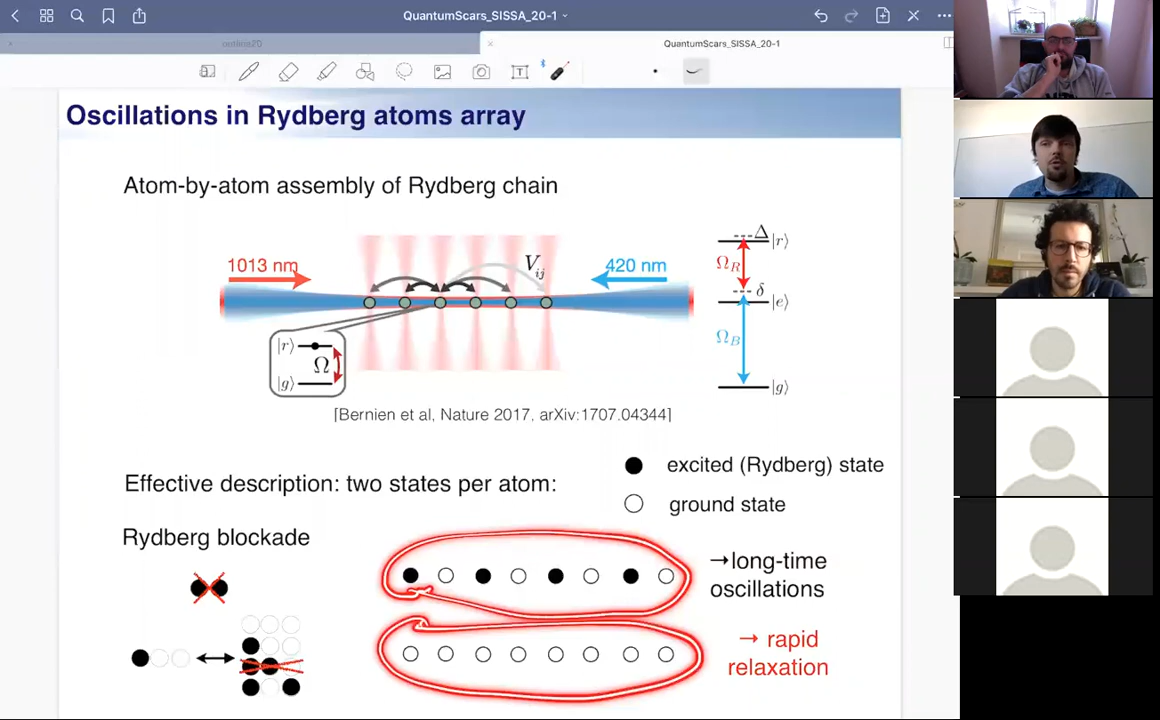 QuantumScars_SISSA_20-1
outline20
QuantumScars_SISSA_20-1
Oscillations in Rydberg atoms array
Atom-by-atom assembly of Rydberg chain
1013 nm
V_ij
420 nm
Δ
|r⟩
Ω_R
δ
|e⟩
Ω_B
|g⟩
|r⟩
Ω
|g⟩
[Bernien et al, Nature 2017, arXiv:1707.04344]
excited (Rydberg) state
Effective description: two states per atom:
ground state
Rydberg blockade
→long-time
oscillations
→ rapid
relaxation